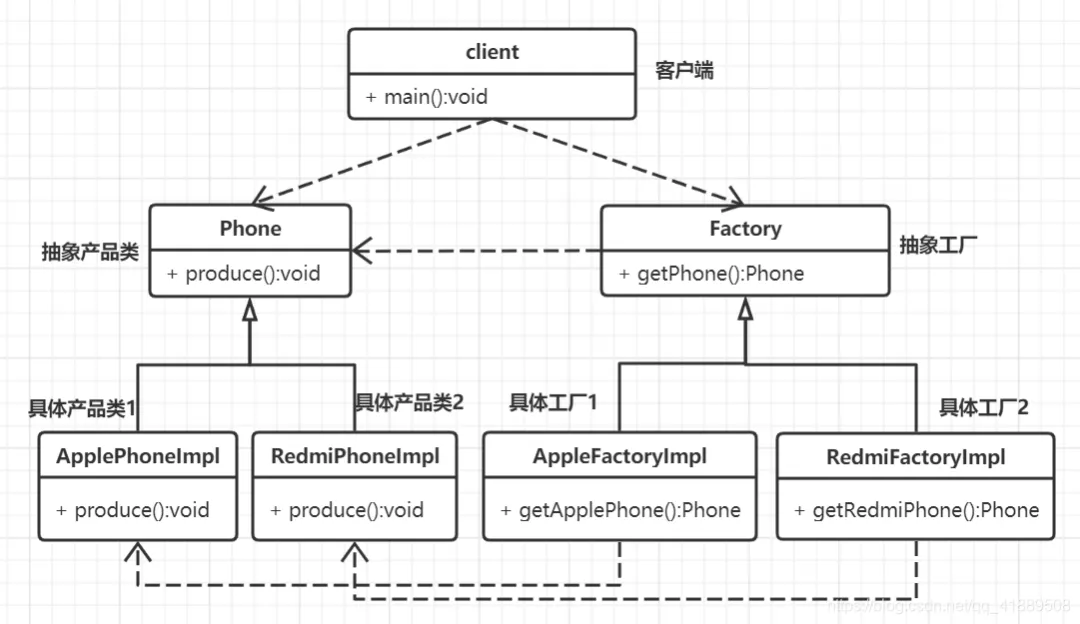 client
客户端
+ main():void
Phone
Factory
抽象产品类
抽象工厂
+ produce():void
+ getPhone():Phone
具体产品类1
具体产品类2
具体工厂1
具体工厂2
ApplePhoneImpl
RedmiPhoneImpl
AppleFactoryImpl
RedmiFactoryImpl
+ produce():void
+ produce():void
+ getApplePhone():Phone
+ getRedmiPhone():Phone
https://blog.csdn.net/qq_41889508